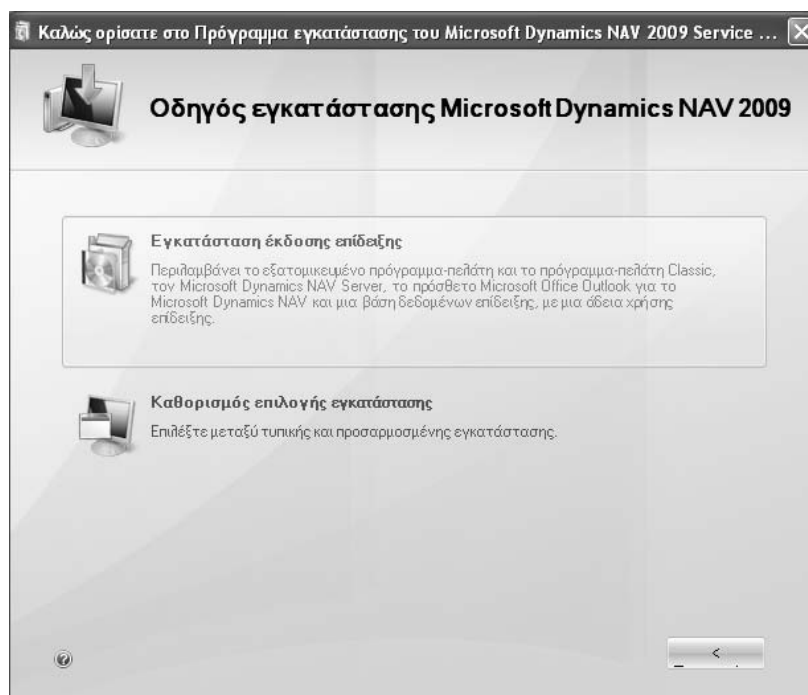 Καλώς ορίσατε στο Πρόγραμμα εγκατάστασης του Microsoft Dynamics NAV 2009 Service ...
Οδηγός εγκατάστασης Microsoft Dynamics NAV 2009
Εγκατάσταση έκδοσης επίδειξης
Περιλαμβάνει το εξατομικευμένο πρόγραμμα-πελάτη και το πρόγραμμα-πελάτη Classic,
τον Microsoft Dynamics NAV Server, το πρόσθετο Microsoft Office Outlook για το
Microsoft Dynamics NAV και μια βάση δεδομένων επίδειξης, με μια άδεια χρήσης
επίδειξης.
Καθορισμός επιλογής εγκατάστασης
Επιλέξτε μεταξύ τυπικής και προσαρμοσμένης εγκατάστασης.
<